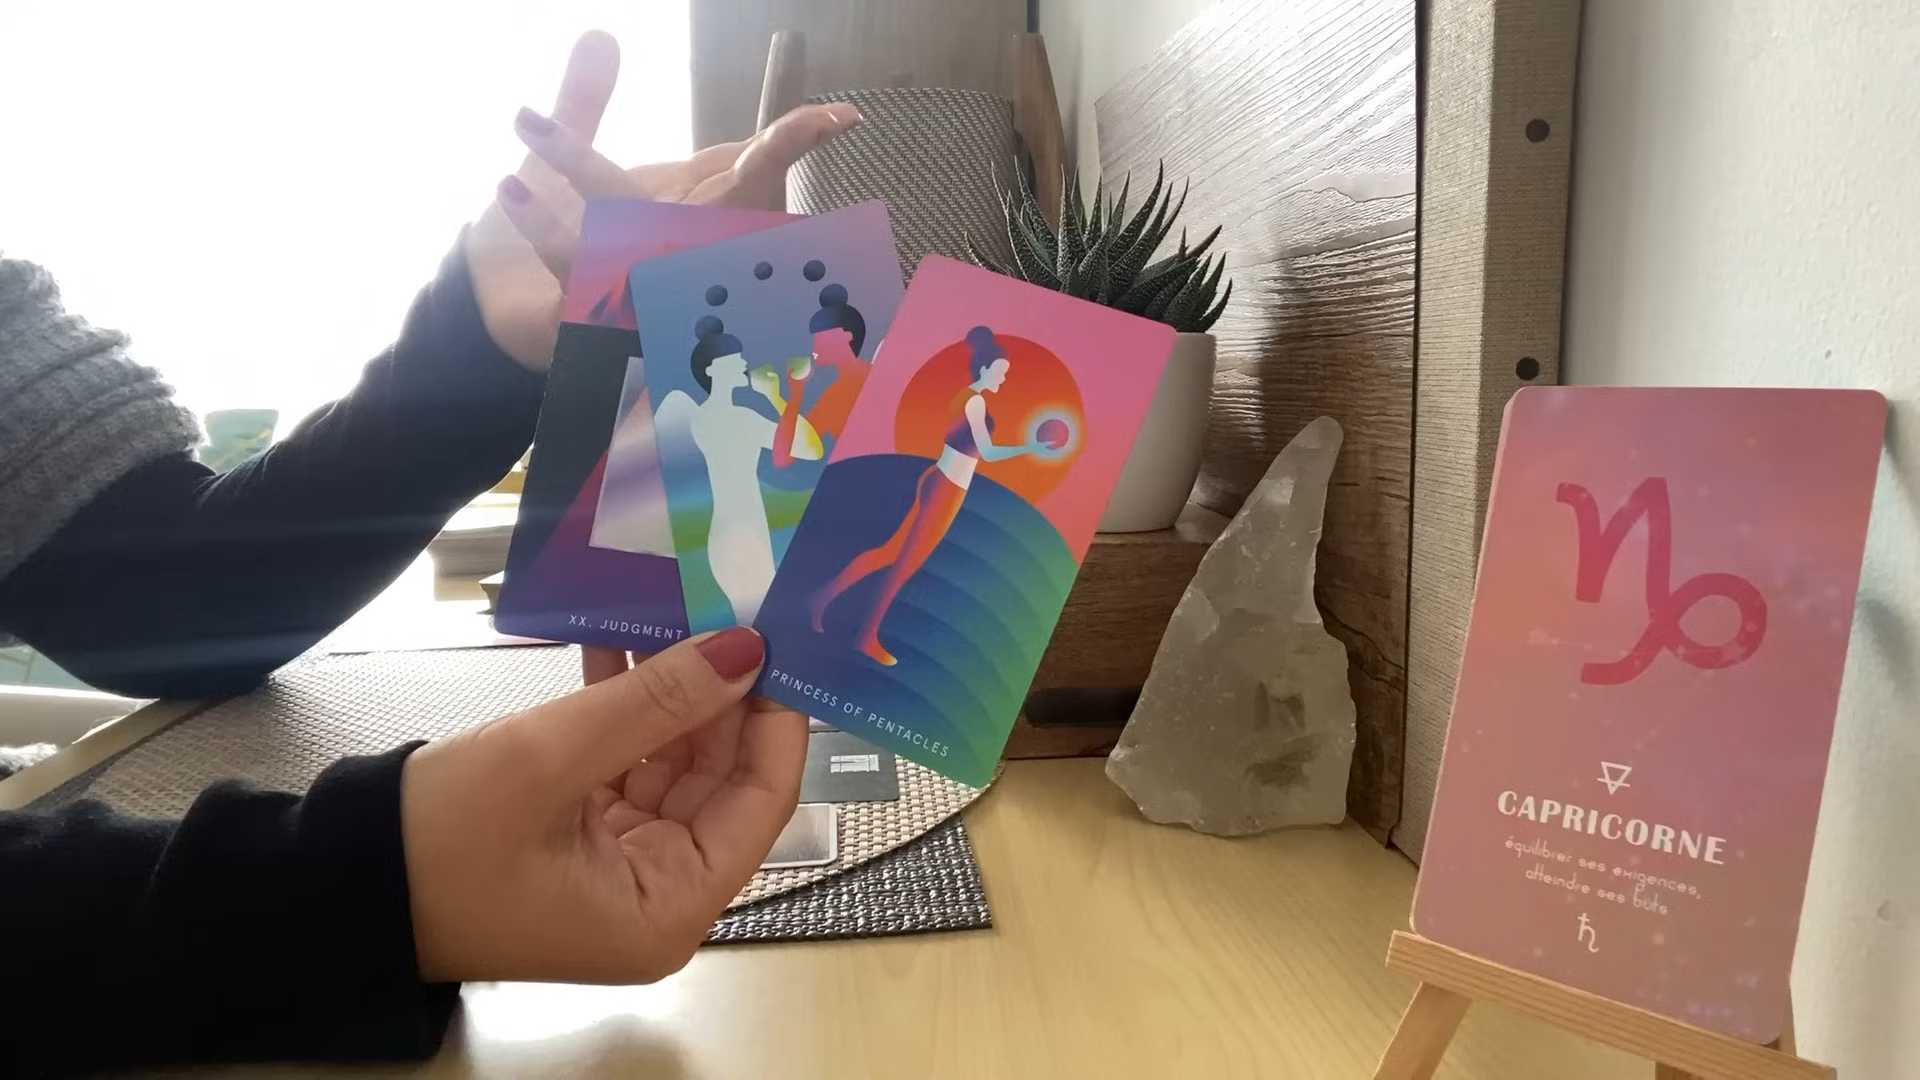 XX. JUDGMENT
PRINCESS OF PENTACLES
CAPRICORNE
équilibrer ses exigences,
atteindre ses buts